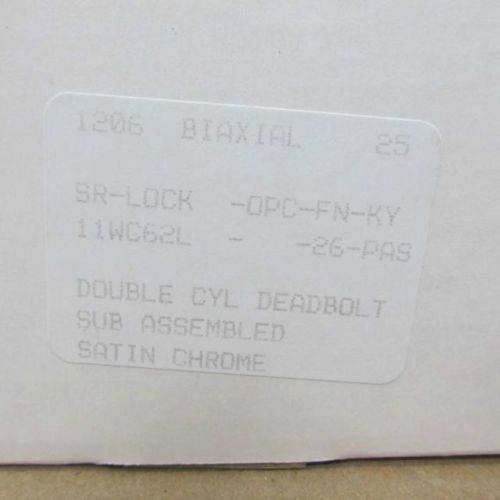 1206 BIAXIAL 25
SR-LOCK -OPC-FN-KY
11WC62L - -26-PAS
DOUBLE CYL DEADBOLT
SUB ASSEMBLED
SATIN CHROME